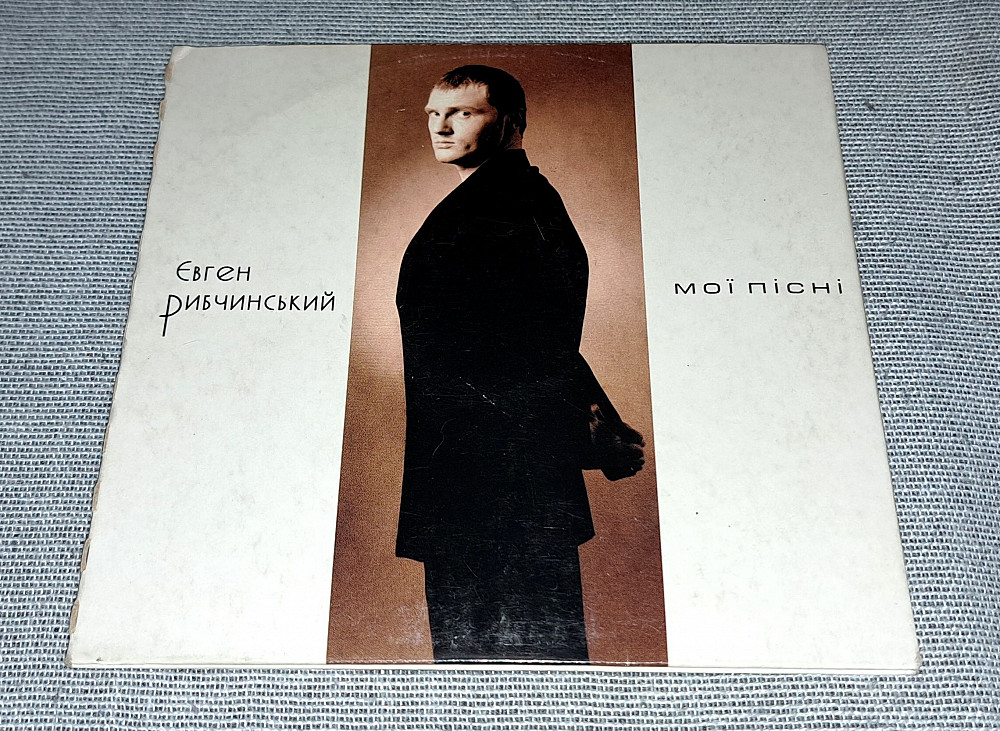 Євген
Рибчинський
мої пісні